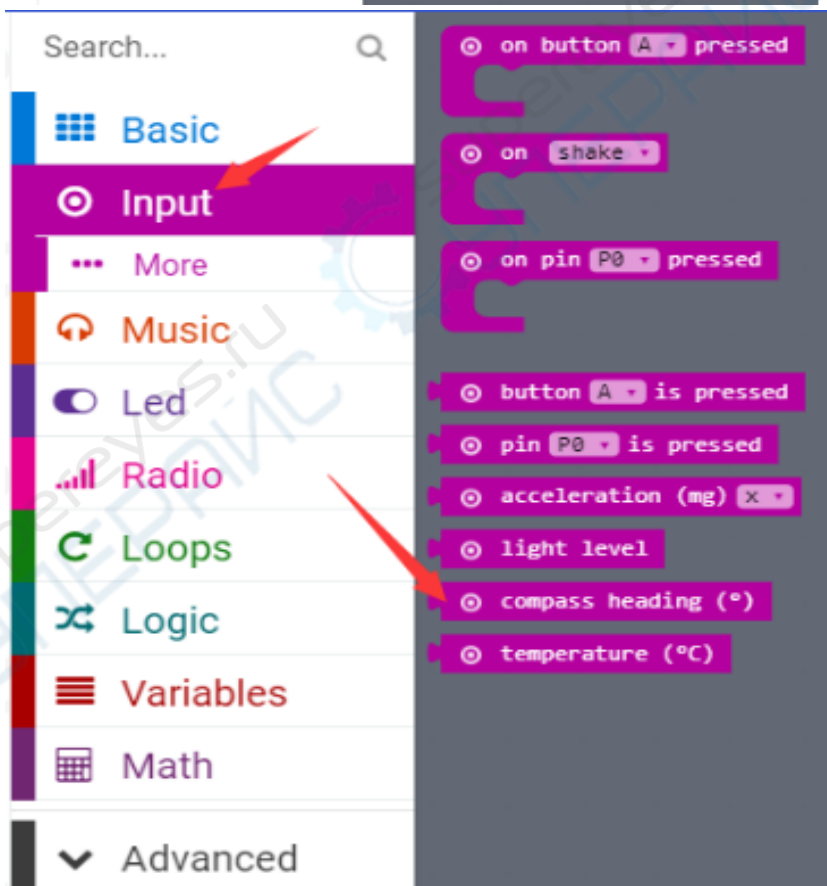 Search...
Basic
Input
More
Music
Led
Radio
Loops
Logic
Variables
Math
Advanced
on button A pressed
on shake
on pin P0 pressed
button A is pressed
pin P0 is pressed
acceleration (mg) x
light level
compass heading (°)
temperature (°C)